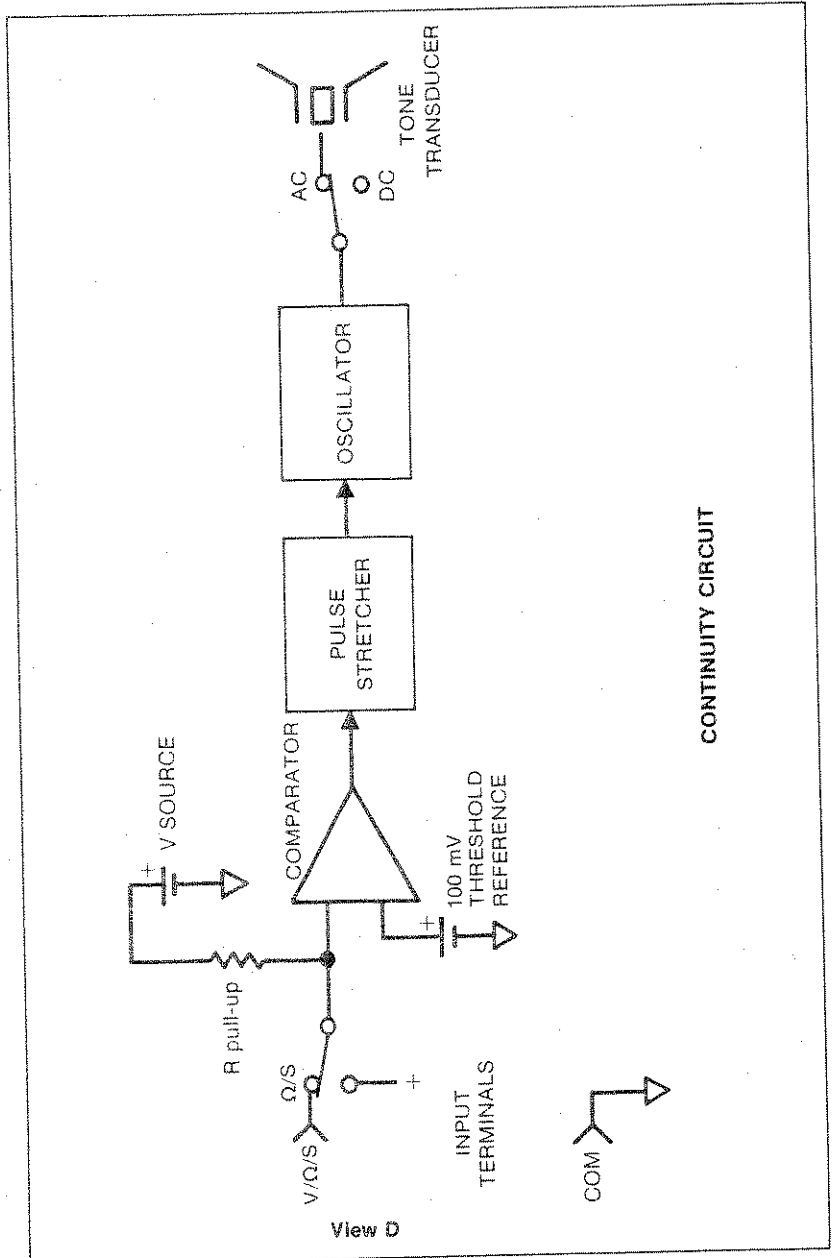 V SOURCE
R pull-up
COMPARATOR
PULSE
STRETCHER
OSCILLATOR
AC
DC
TONE
TRANSDUCER
V/Ω/S
Ω/S
+
+
+
100 mV
THRESHOLD
REFERENCE
INPUT
TERMINALS
COM
CONTINUITY CIRCUIT
View D